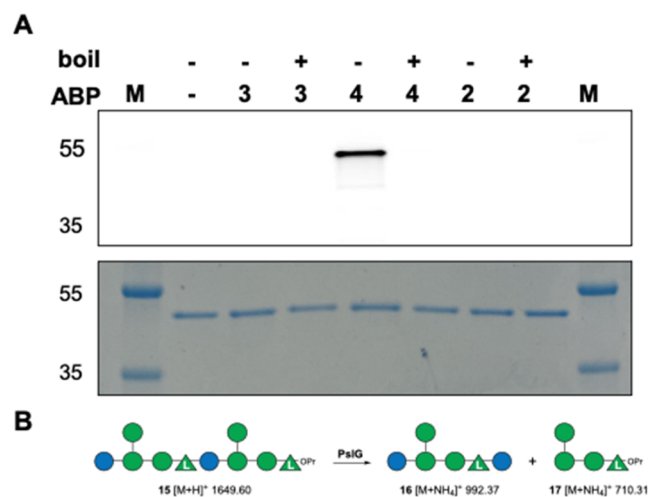 A
boil - - + - + - +
ABP M - 3 3 4 4 2 2 M
55
35
55
35
B
L L OPr PslG L + L OPr
15 [M+H]⁺ 1649.60 16 [M+NH₄]⁺ 992.37 17 [M+NH₄]⁺ 710.31